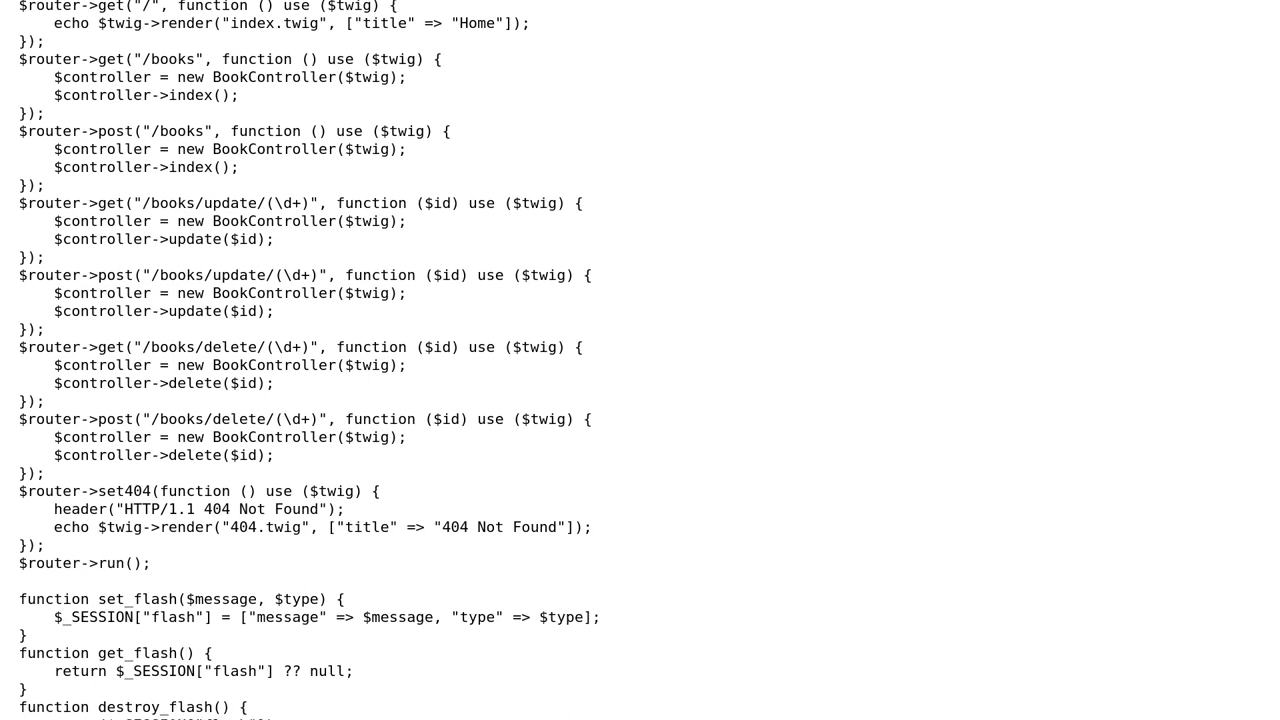 $router->get("/", function () use ($twig) {
    echo $twig->render("index.twig", ["title" => "Home"]);
});
$router->get("/books", function () use ($twig) {
    $controller = new BookController($twig);
    $controller->index();
});
$router->post("/books", function () use ($twig) {
    $controller = new BookController($twig);
    $controller->index();
});
$router->get("/books/update/(\d+)", function ($id) use ($twig) {
    $controller = new BookController($twig);
    $controller->update($id);
});
$router->post("/books/update/(\d+)", function ($id) use ($twig) {
    $controller = new BookController($twig);
    $controller->update($id);
});
$router->get("/books/delete/(\d+)", function ($id) use ($twig) {
    $controller = new BookController($twig);
    $controller->delete($id);
});
$router->post("/books/delete/(\d+)", function ($id) use ($twig) {
    $controller = new BookController($twig);
    $controller->delete($id);
});
$router->set404(function () use ($twig) {
    header("HTTP/1.1 404 Not Found");
    echo $twig->render("404.twig", ["title" => "404 Not Found"]);
});
$router->run();

function set_flash($message, $type) {
    $_SESSION["flash"] = ["message" => $message, "type" => $type];
}
function get_flash() {
    return $_SESSION["flash"] ?? null;
}
function destroy_flash() {